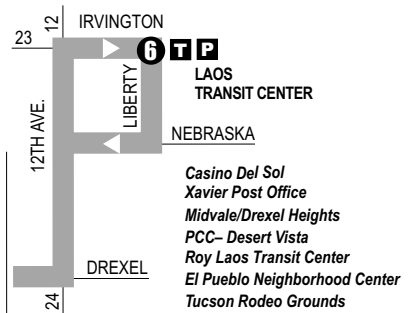 12
IRVINGTON
23
6 T P
LAOS
TRANSIT CENTER
LIBERTY
12TH AVE.
NEBRASKA
Casino Del Sol
Xavier Post Office
Midvale/Drexel Heights
PCC– Desert Vista
Roy Laos Transit Center
El Pueblo Neighborhood Center
Tucson Rodeo Grounds
DREXEL
24